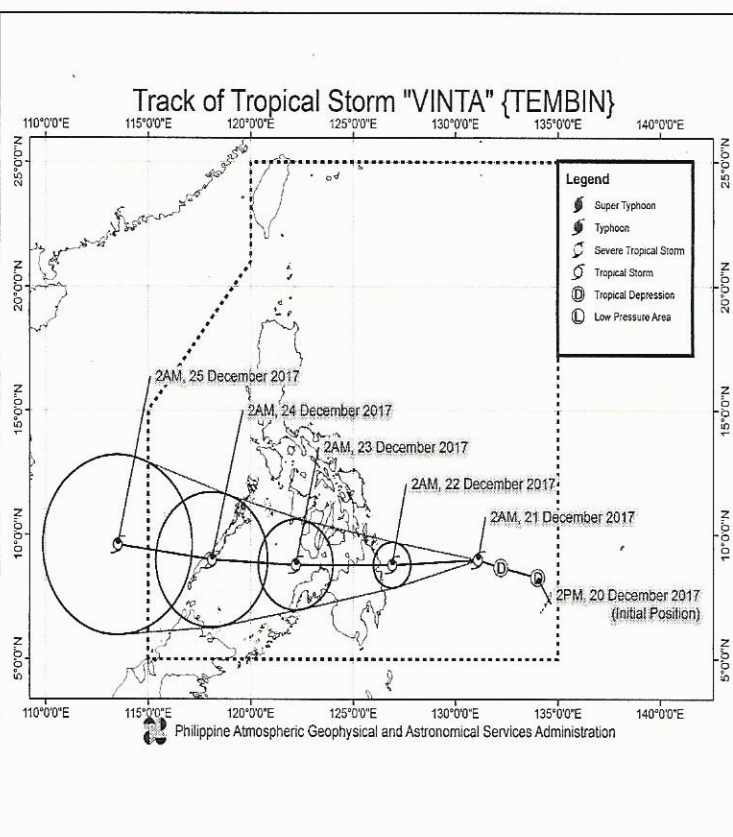 Track of Tropical Storm "VINTA" {TEMBIN}
110°0'0"E 115°0'0"E 120°0'0"E 125°0'0"E 130°0'0"E 135°0'0"E 140°0'0"E
25°0'0"N
20°0'0"N
15°0'0"N
10°0'0"N
5°0'0"N
25°0'0"N
20°0'0"N
15°0'0"N
10°0'0"N
5°0'0"N
Legend
Super Typhoon
Typhoon
Severe Tropical Storm
Tropical Storm
D Tropical Depression
L Low Pressure Area
2AM, 25 December 2017
2AM, 24 December 2017
2AM, 23 December 2017
2AM, 22 December 2017
2AM, 21 December 2017
D
L
2PM, 20 December 2017
(Initial Position)
110°0'0"E 115°0'0"E 120°0'0"E 125°0'0"E 130°0'0"E 135°0'0"E 140°0'0"E
Philippine Atmospheric Geophysical and Astronomical Services Administration